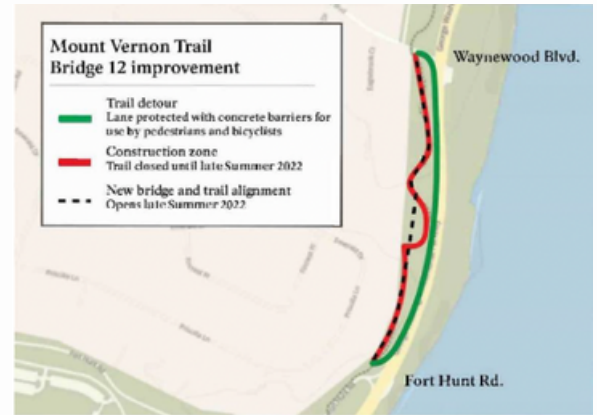 Mount Vernon Trail
Bridge 12 improvement
Trail detour
Lane protected with concrete barriers for
use by pedestrians and bicyclists
Construction zone
Trail closed until late Summer 2022
New bridge and trail alignment
Opens late Summer 2022
Waynewood Blvd.
Fort Hunt Rd.